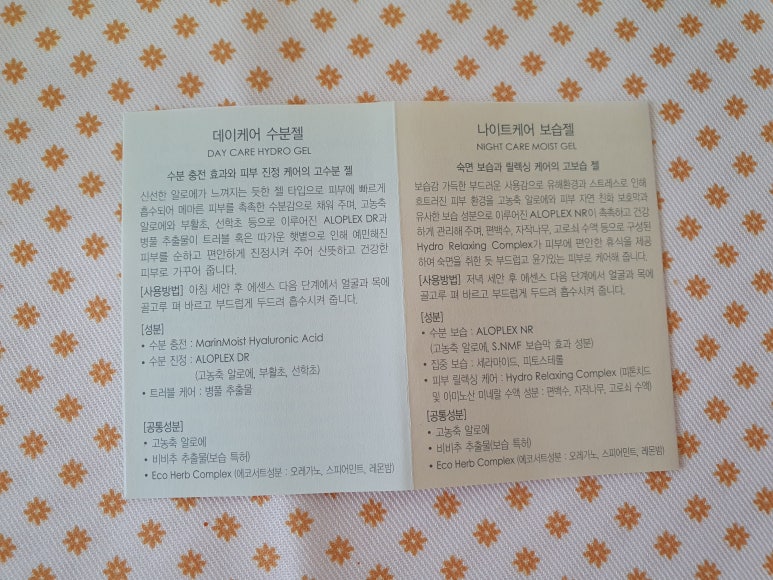 데이케어 수분젤
DAY CARE HYDRO GEL
수분 충전 효과와 피부 진정 케어의 고수분 젤
신선한 알로에가 느껴지는 듯한 젤 타입으로 피부에 빠르게
흡수되어 메마른 피부를 촉촉한 수분감으로 채워 주며, 고농축
알로에와 부활초, 선학초 등으로 이루어진 ALOPLEX DR과
병풀 추출물이 트러블 혹은 따가운 햇볕으로 인해 예민해진
피부를 순하고 편안하게 진정시켜 주어 산뜻하고 건강한
피부로 가꾸어 줍니다.
[사용방법] 아침 세안 후 에센스 다음 단계에서 얼굴과 목에
골고루 펴 바르고 부드럽게 두드려 흡수시켜 줍니다.
[성분]
• 수분 충전 : MarinMoist Hyaluronic Acid
• 수분 진정 : ALOPLEX DR
(고농축 알로에, 부활초, 선학초)
• 트러블 케어 : 병풀 추출물
[공통성분]
• 고농축 알로에
• 비비추 추출물(보습 특허)
• Eco Herb Complex (에코서트성분 : 오레가노, 스피어민트, 레몬밤)
나이트케어 보습젤
NIGHT CARE MOIST GEL
숙면 보습과 릴렉싱 케어의 고보습 젤
보습감 가득한 부드러운 사용감으로 유해환경과 스트레스로 인해
흐트러진 피부 환경을 고농축 알로에와 피부 자연 친화 보호막과
유사한 보습 성분으로 이루어진 ALOPLEX NR이 촉촉하고 건강
하게 관리해 주며, 편백수, 자작나무, 고로쇠 수액 등으로 구성된
Hydro Relaxing Complex가 피부에 편안한 휴식을 제공
하여 숙면을 취한 듯 부드럽고 윤기있는 피부로 케어해 줍니다.
[사용방법] 저녁 세안 후 에센스 다음 단계에서 얼굴과 목에
골고루 펴 바르고 부드럽게 두드려 흡수시켜 줍니다.
[성분]
• 수분 보습 : ALOPLEX NR
(고농축 알로에, S.NMF 보습막 효과 성분)
• 집중 보습 : 세라마이드, 피토스테롤
• 피부 릴렉싱 케어 : Hydro Relaxing Complex (피톤치드
및 아미노산 미네랄 수액 성분 : 편백수, 자작나무, 고로쇠 수액)
[공통성분]
• 고농축 알로에
• 비비추 추출물(보습 특허)
• Eco Herb Complex (에코서트성분 : 오레가노, 스피어민트, 레몬밤)